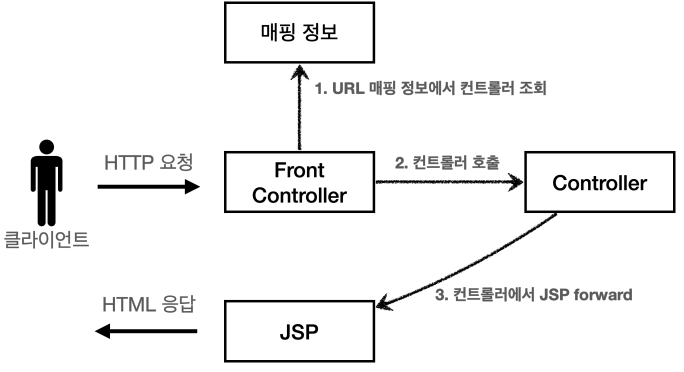 매핑 정보
1. URL 매핑 정보에서 컨트롤러 조회
HTTP 요청
Front
Controller
2. 컨트롤러 호출
Controller
클라이언트
3. 컨트롤러에서 JSP forward
HTML 응답
JSP